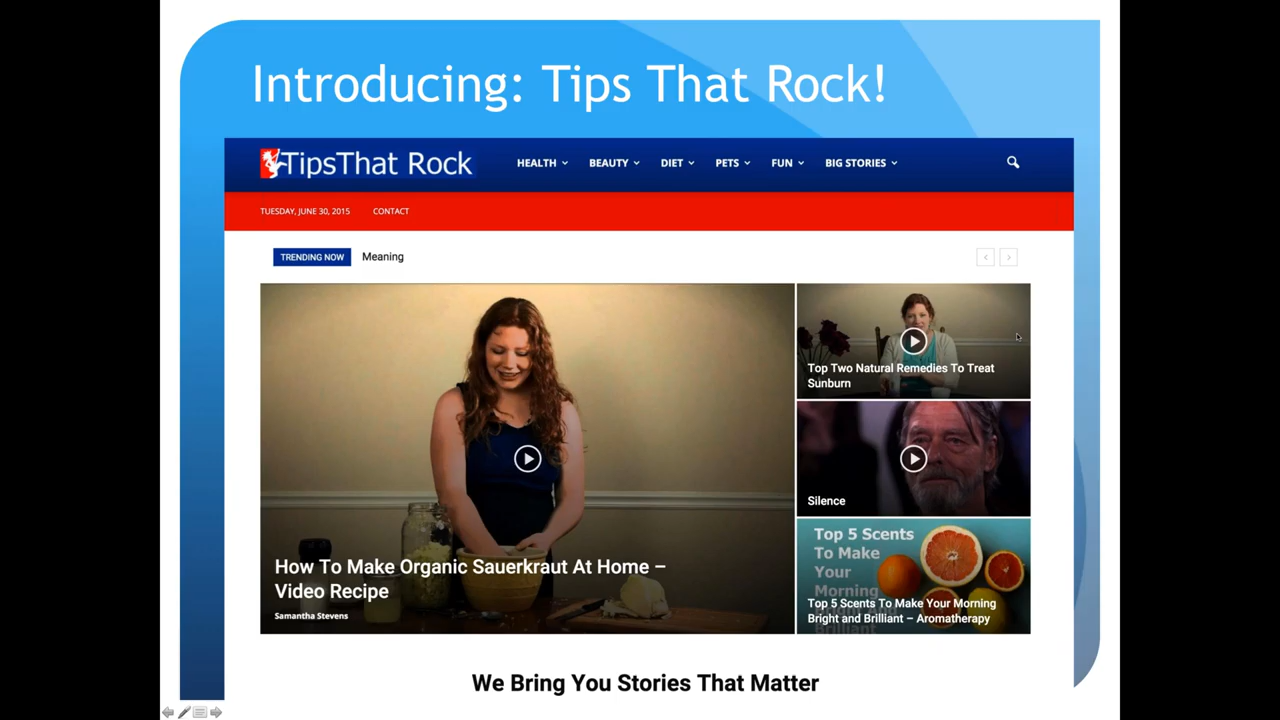 Introducing: Tips That Rock!
TipsThat Rock
HEALTH BEAUTY DIET PETS FUN BIG STORIES
TUESDAY, JUNE 30, 2015 CONTACT
TRENDING NOW Meaning
How To Make Organic Sauerkraut At Home –
Video Recipe
Samantha Stevens
Top Two Natural Remedies To Treat
Sunburn
Silence
Top 5 Scents
To Make
Your
Morning
Bright and
Brilliant
Top 5 Scents To Make Your Morning
Bright and Brilliant – Aromatherapy
We Bring You Stories That Matter